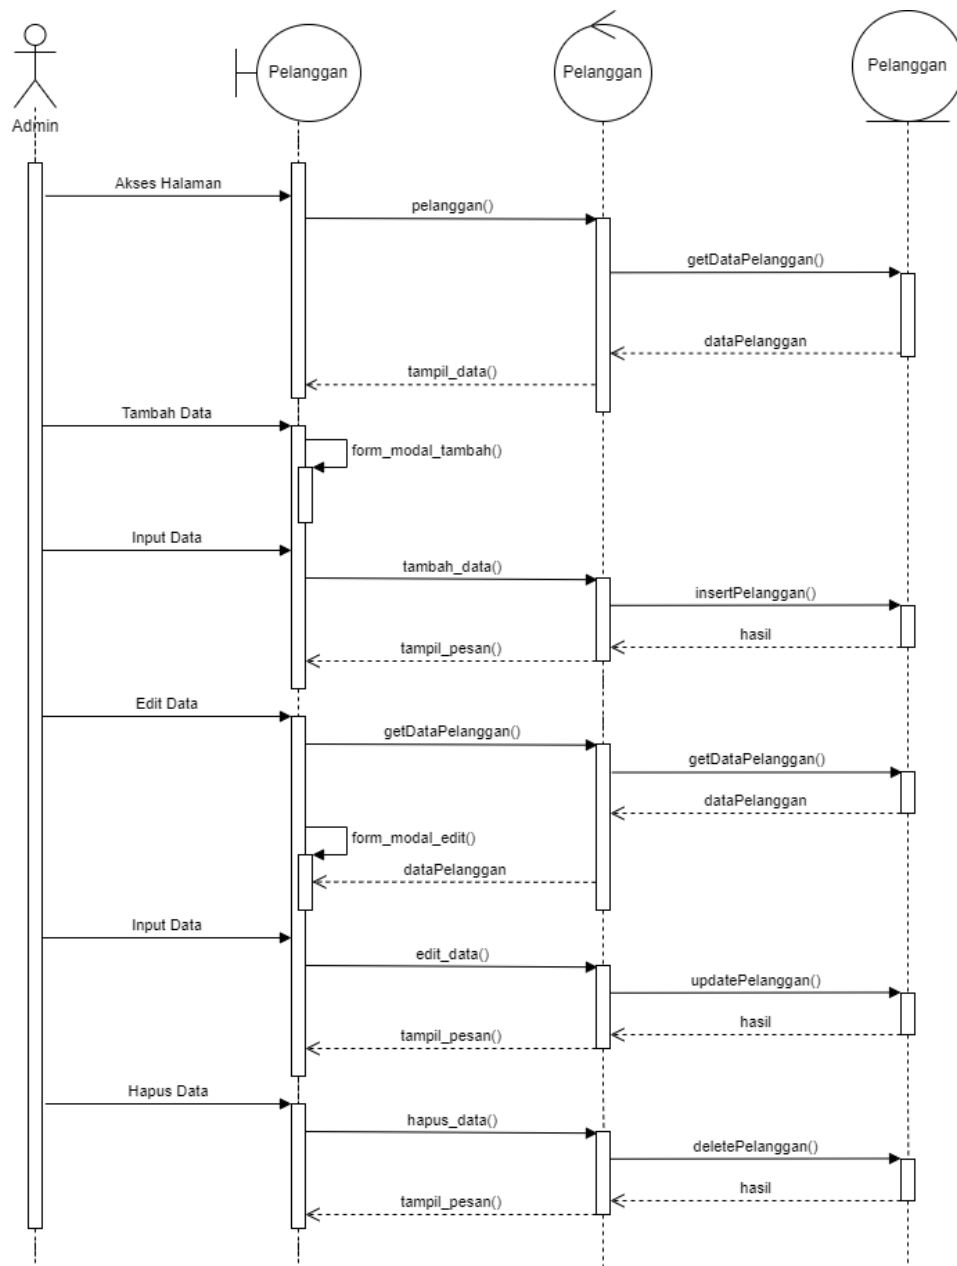 Pelanggan
Pelanggan
Pelanggan
Admin
Akses Halaman
pelanggan()
getDataPelanggan()
dataPelanggan
tampil_data()
Tambah Data
form_modal_tambah()
Input Data
tambah_data()
insertPelanggan()
hasil
tampil_pesan()
Edit Data
getDataPelanggan()
getDataPelanggan()
dataPelanggan
form_modal_edit()
dataPelanggan
Input Data
edit_data()
updatePelanggan()
hasil
tampil_pesan()
Hapus Data
hapus_data()
deletePelanggan()
hasil
tampil_pesan()